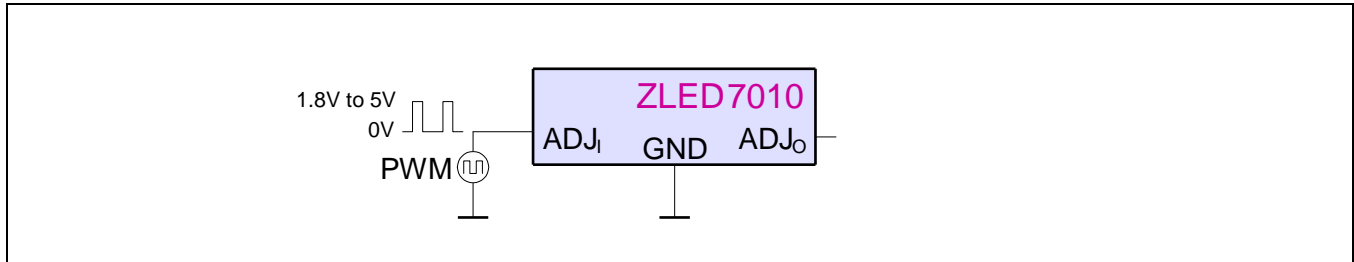 1.8V to 5V
0V
PWM
ZLED7010
ADJI
GND
ADJO